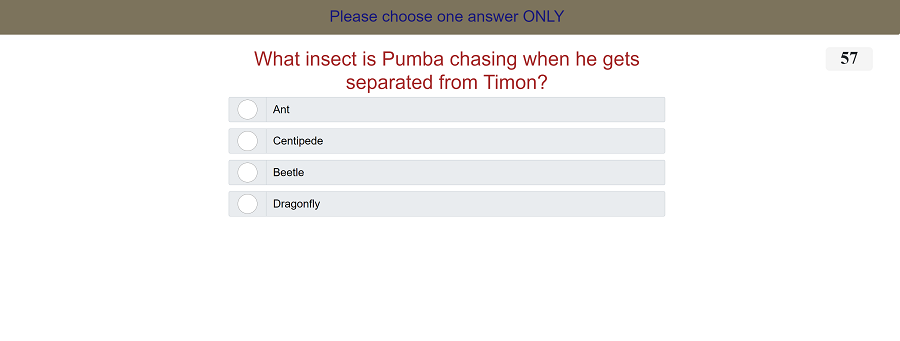 Please choose one answer ONLY
What insect is Pumba chasing when he gets
57
separated from Timon?
Ant
Centipede
Beetle
Dragonfly